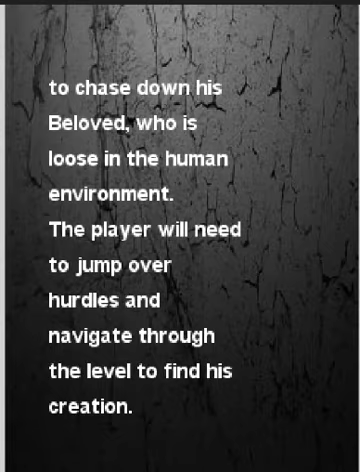 to chase down his
Beloved, who is
loose in the human
environment.
The player will need
to jump over
hurdles and
navigate through
the level to find his
creation.